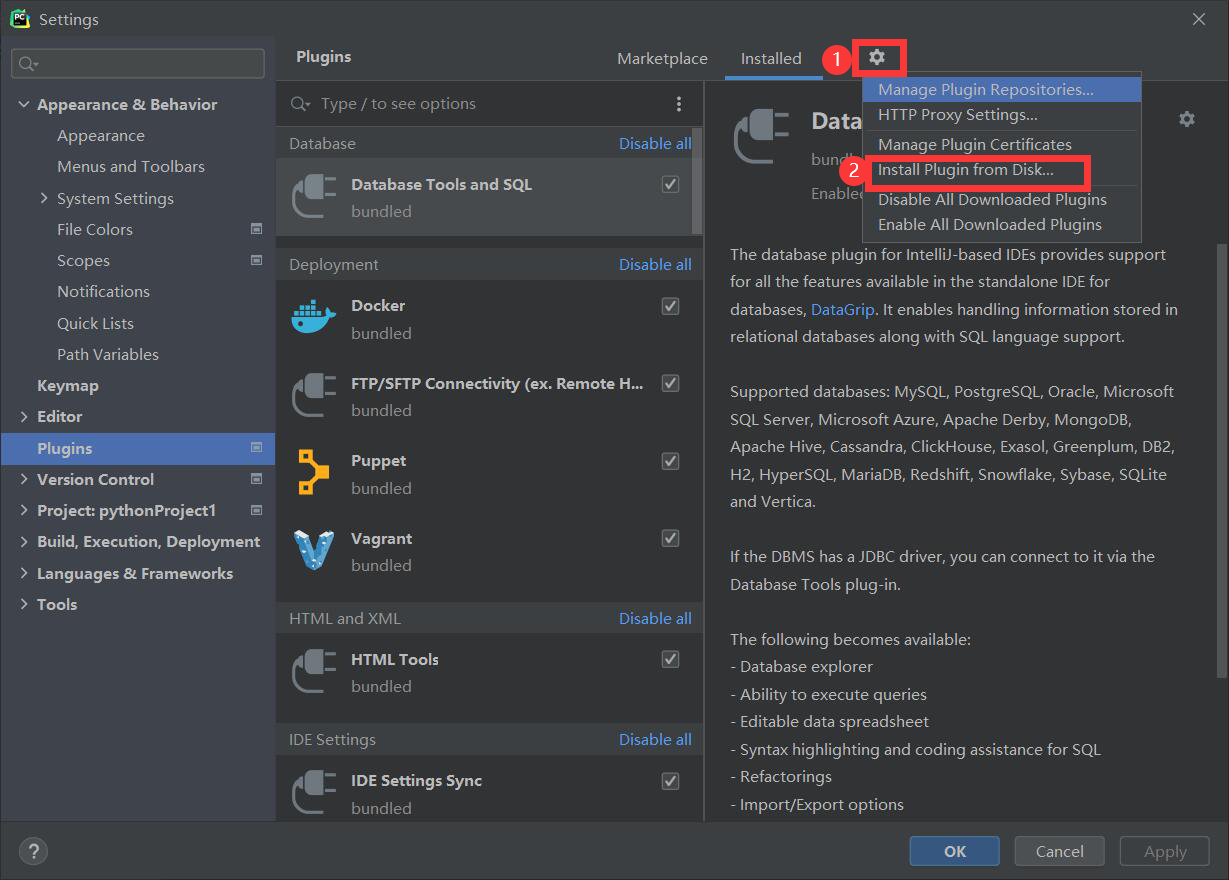 Settings
Appearance & Behavior
Appearance
Menus and Toolbars
System Settings
File Colors
Scopes
Notifications
Quick Lists
Path Variables
Keymap
Editor
Plugins
Version Control
Project: pythonProject1
Build, Execution, Deployment
Languages & Frameworks
Tools
Plugins
Marketplace
Installed
1
Type / to see options
Database
Disable all
Database Tools and SQL
bundled
Deployment
Disable all
Docker
bundled
FTP/SFTP Connectivity (ex. Remote H...
bundled
Puppet
bundled
Vagrant
bundled
HTML and XML
Disable all
HTML Tools
bundled
IDE Settings
Disable all
IDE Settings Sync
bundled
Manage Plugin Repositories...
HTTP Proxy Settings...
Manage Plugin Certificates
2
Install Plugin from Disk...
Disable All Downloaded Plugins
Enable All Downloaded Plugins
Data
bund
Enabled
The database plugin for IntelliJ-based IDEs provides support
for all the features available in the standalone IDE for
databases, DataGrip. It enables handling information stored in
relational databases along with SQL language support.
Supported databases: MySQL, PostgreSQL, Oracle, Microsoft
SQL Server, Microsoft Azure, Apache Derby, MongoDB,
Apache Hive, Cassandra, ClickHouse, Exasol, Greenplum, DB2,
H2, HyperSQL, MariaDB, Redshift, Snowflake, Sybase, SQLite
and Vertica.
If the DBMS has a JDBC driver, you can connect to it via the
Database Tools plug-in.
The following becomes available:
- Database explorer
- Ability to execute queries
- Editable data spreadsheet
- Syntax highlighting and coding assistance for SQL
- Refactorings
- Import/Export options
?
OK
Cancel
Apply